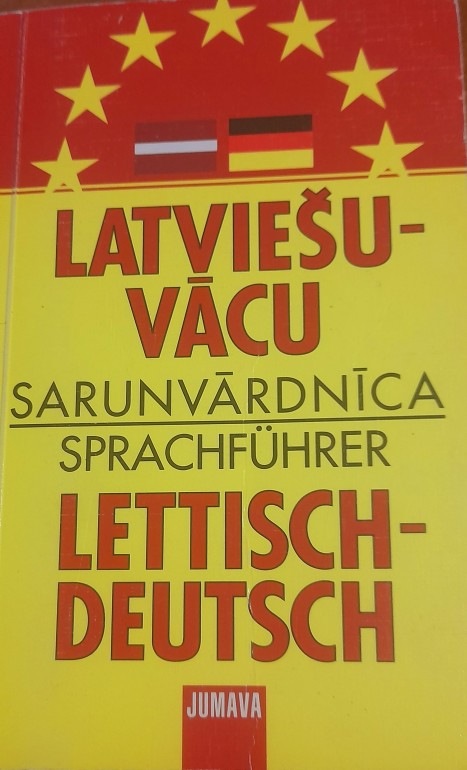 LATVIEŠU-
VĀCU
SARUNVĀRDNĪCA
SPRACHFÜHRER
LETTISCH-
DEUTSCH
JUMAVA